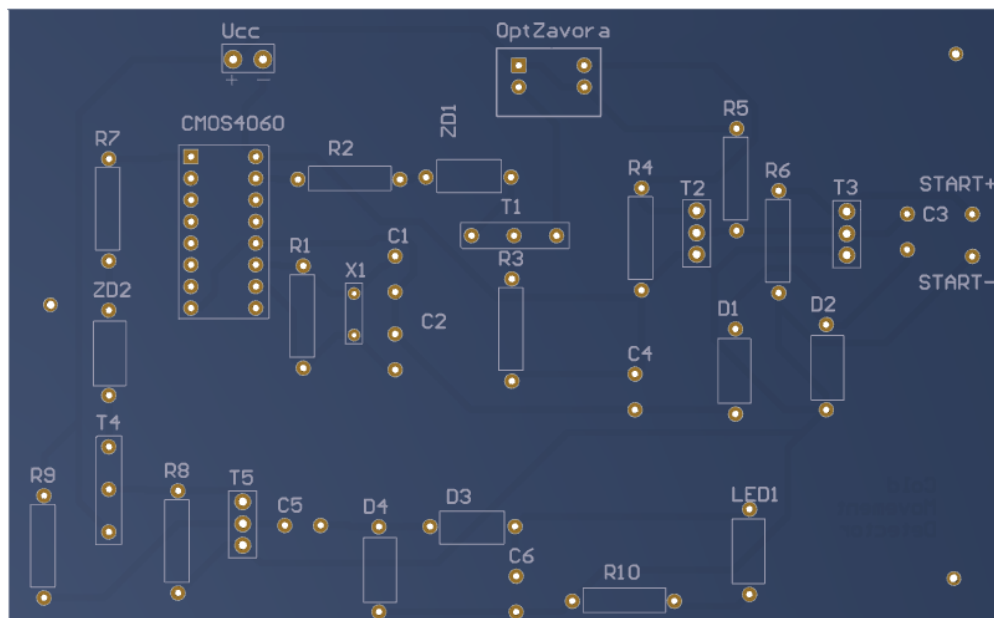 Ucc
OptZavora
+ −
CMOS4060
ZD1
R5
R7
R2
R4
R6
T2
T3
START+
C3
T1
C1
R3
R1
X1
START-
ZD2
C2
D1
D2
C4
T4
R9
R8
T5
C5
D4
D3
LED1
C6
R10